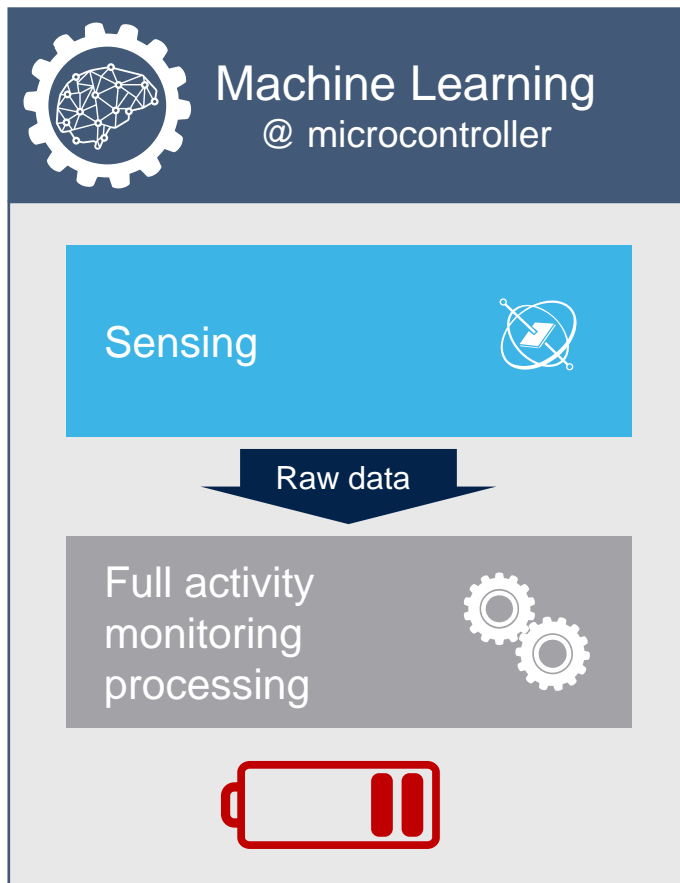 Machine Learning
@ microcontroller
Sensing
Raw data
Full activity
monitoring
processing